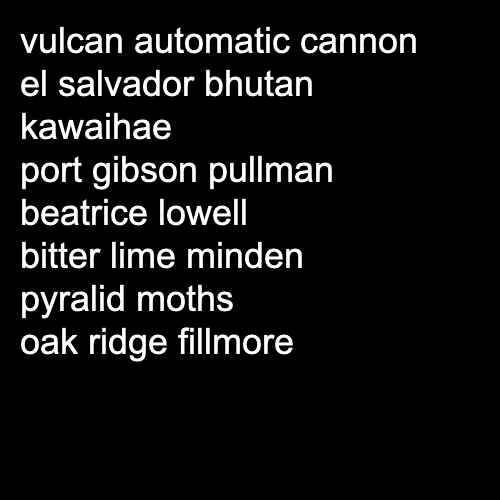 vulcan automatic cannon
el salvador bhutan
kawaihae
port gibson pullman
beatrice lowell
bitter lime minden
pyralid moths
oak ridge fillmore